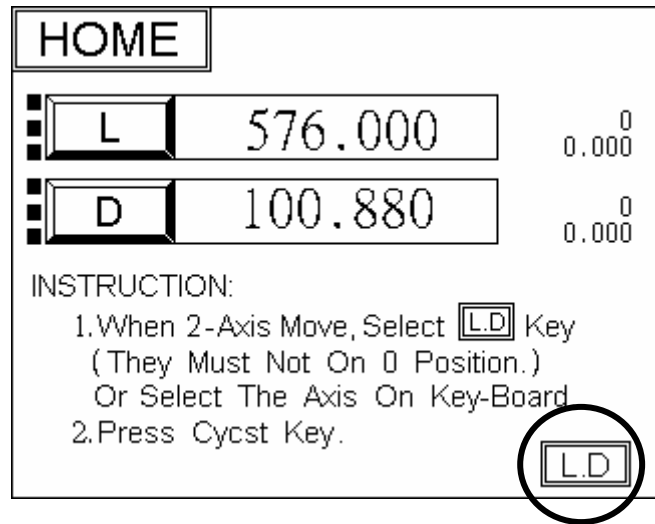 HOME
L 576.000 0
0.000
D 100.880 0
0.000
INSTRUCTION:
1.When 2-Axis Move, Select L.D Key
(They Must Not On 0 Position.)
Or Select The Axis On Key-Board
2.Press Cycst Key.
L.D